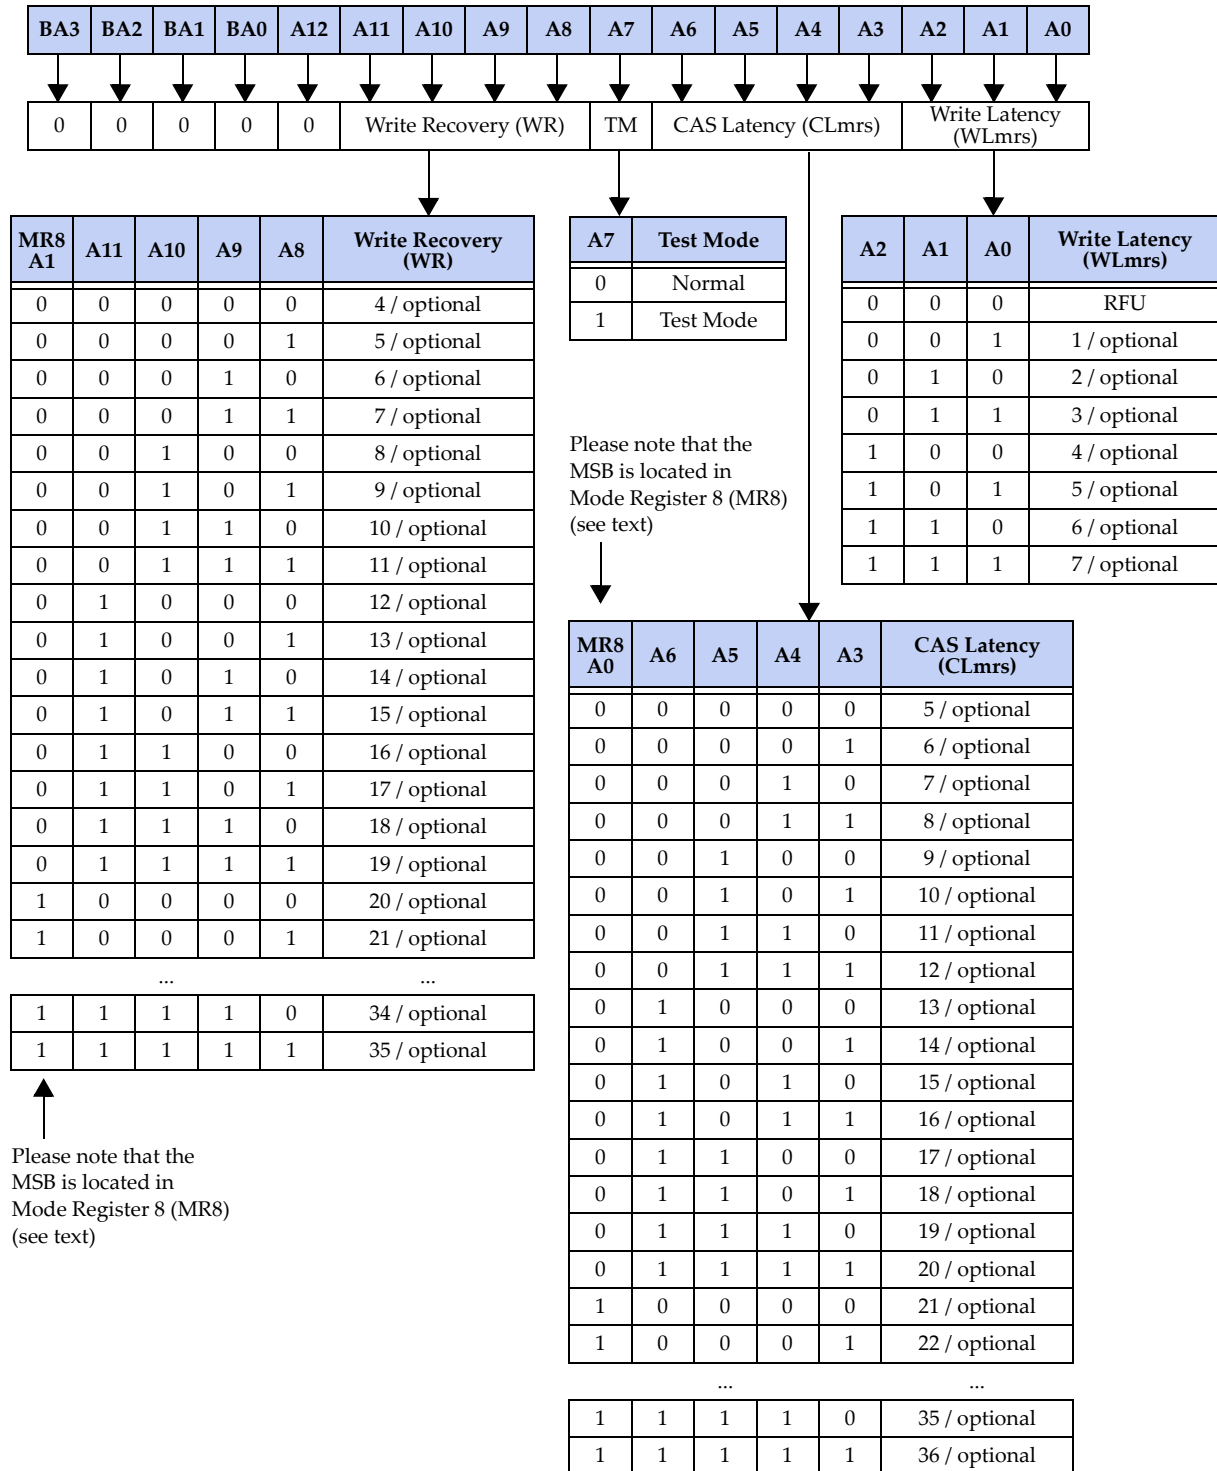 BA3 BA2 BA1 BA0 A12 A11 A10 A9 A8 A7 A6 A5 A4 A3 A2 A1 A0
0 0 0 0 0 Write Recovery (WR) TM CAS Latency (CLmrs) Write Latency
(WLmrs)
MR8
A1 A11 A10 A9 A8 Write Recovery
(WR)
0 0 0 0 0 4 / optional
0 0 0 0 1 5 / optional
0 0 0 1 0 6 / optional
0 0 0 1 1 7 / optional
0 0 1 0 0 8 / optional
0 0 1 0 1 9 / optional
0 0 1 1 0 10 / optional
0 0 1 1 1 11 / optional
0 1 0 0 0 12 / optional
0 1 0 0 1 13 / optional
0 1 0 1 0 14 / optional
0 1 0 1 1 15 / optional
0 1 1 0 0 16 / optional
0 1 1 0 1 17 / optional
0 1 1 1 0 18 / optional
0 1 1 1 1 19 / optional
1 0 0 0 0 20 / optional
1 0 0 0 1 21 / optional
... ...
1 1 1 1 0 34 / optional
1 1 1 1 1 35 / optional
Please note that the
MSB is located in
Mode Register 8 (MR8)
(see text)
A7 Test Mode
0 Normal
1 Test Mode
Please note that the
MSB is located in
Mode Register 8 (MR8)
(see text)
A2 A1 A0 Write Latency
(WLmrs)
0 0 0 RFU
0 0 1 1 / optional
0 1 0 2 / optional
0 1 1 3 / optional
1 0 0 4 / optional
1 0 1 5 / optional
1 1 0 6 / optional
1 1 1 7 / optional
MR8
A0 A6 A5 A4 A3 CAS Latency
(CLmrs)
0 0 0 0 0 5 / optional
0 0 0 0 1 6 / optional
0 0 0 1 0 7 / optional
0 0 0 1 1 8 / optional
0 0 1 0 0 9 / optional
0 0 1 0 1 10 / optional
0 0 1 1 0 11 / optional
0 0 1 1 1 12 / optional
0 1 0 0 0 13 / optional
0 1 0 0 1 14 / optional
0 1 0 1 0 15 / optional
0 1 0 1 1 16 / optional
0 1 1 0 0 17 / optional
0 1 1 0 1 18 / optional
0 1 1 1 0 19 / optional
0 1 1 1 1 20 / optional
1 0 0 0 0 21 / optional
1 0 0 0 1 22 / optional
... ...
1 1 1 1 0 35 / optional
1 1 1 1 1 36 / optional